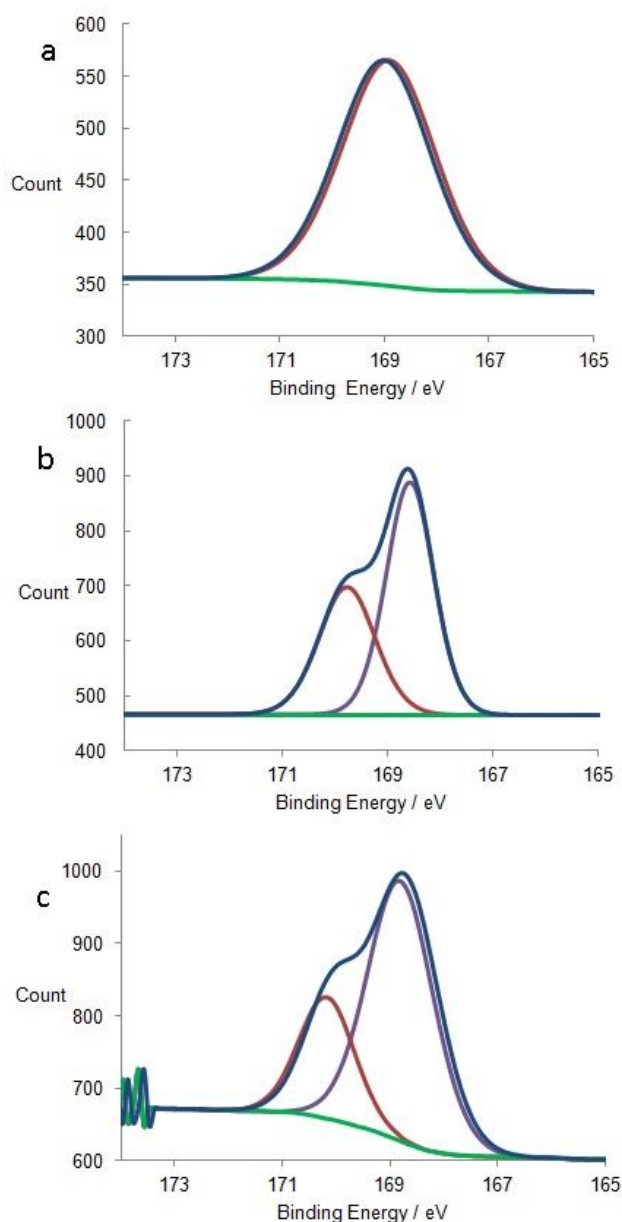 a
600
550
500
Count 450
400
350
300
173 171 169 167 165
Binding Energy / eV
b
1000
900
800
Count 700
600
500
400
173 171 169 167 165
Binding Energy / eV
c
1000
900
Count 800
700
600
173 171 169 167 165
Binding Energy / eV